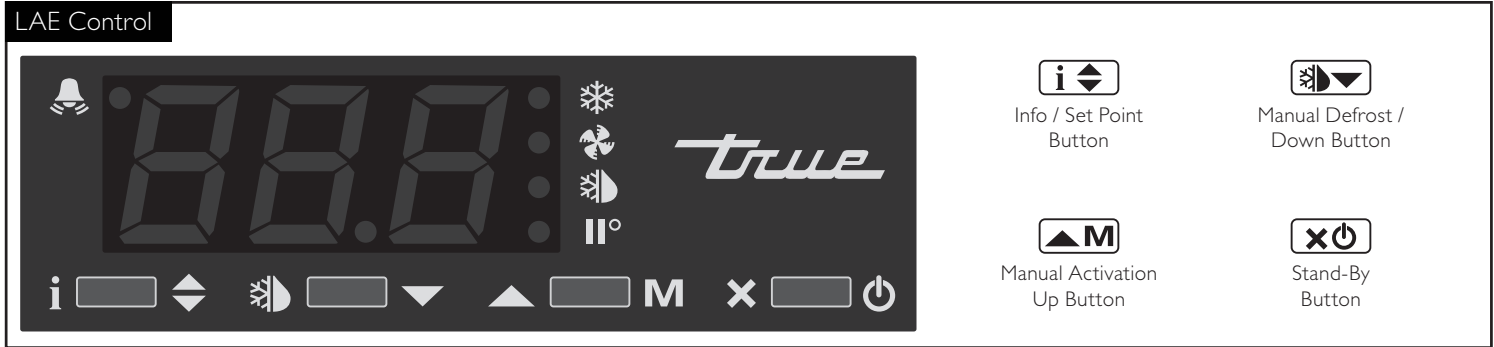 LAE Control
88.8
true
II°
i
M
i
Info / Set Point
Button
Manual Defrost /
Down Button
M
Manual Activation
Up Button
Stand-By
Button